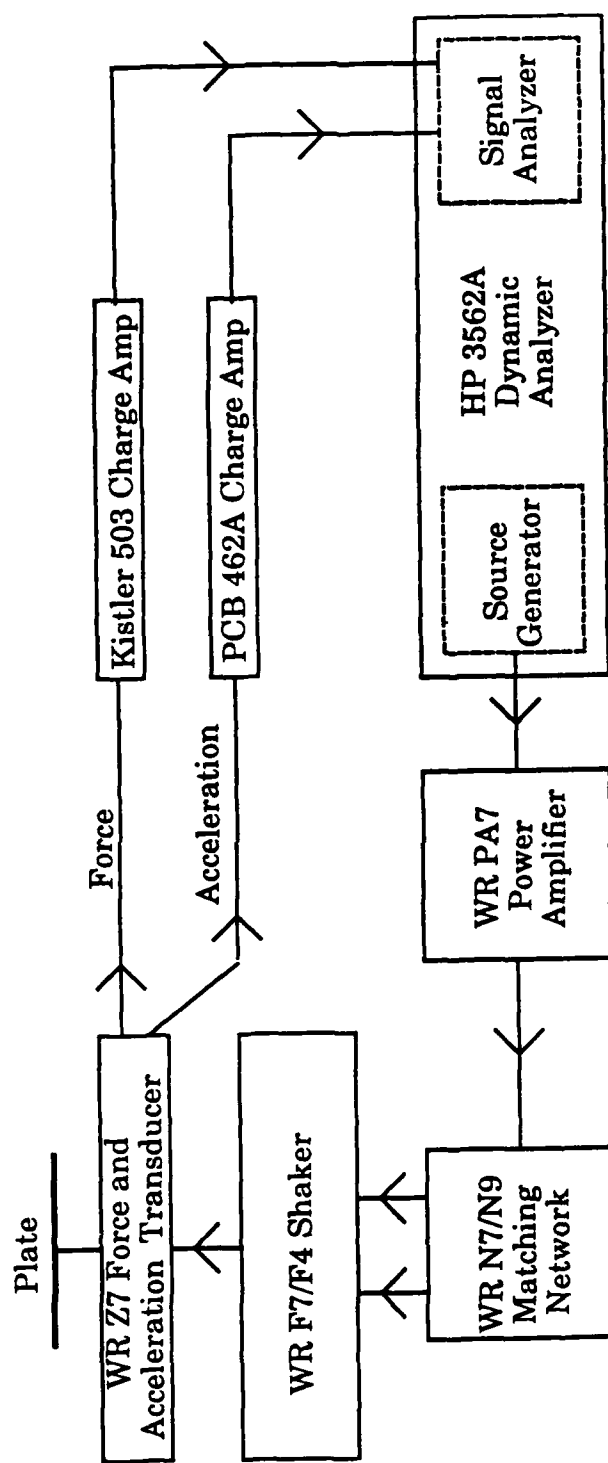 Plate
WR Z7 Force and
Acceleration Transducer
WR F7/F4 Shaker
WR N7/N9
Matching
Network
Force
Acceleration
WR PA7
Power
Amplifier
Kistler 503 Charge Amp
PCB 462A Charge Amp
Source
Generator
HP 3562A
Dynamic
Analyzer
Signal
Analyzer